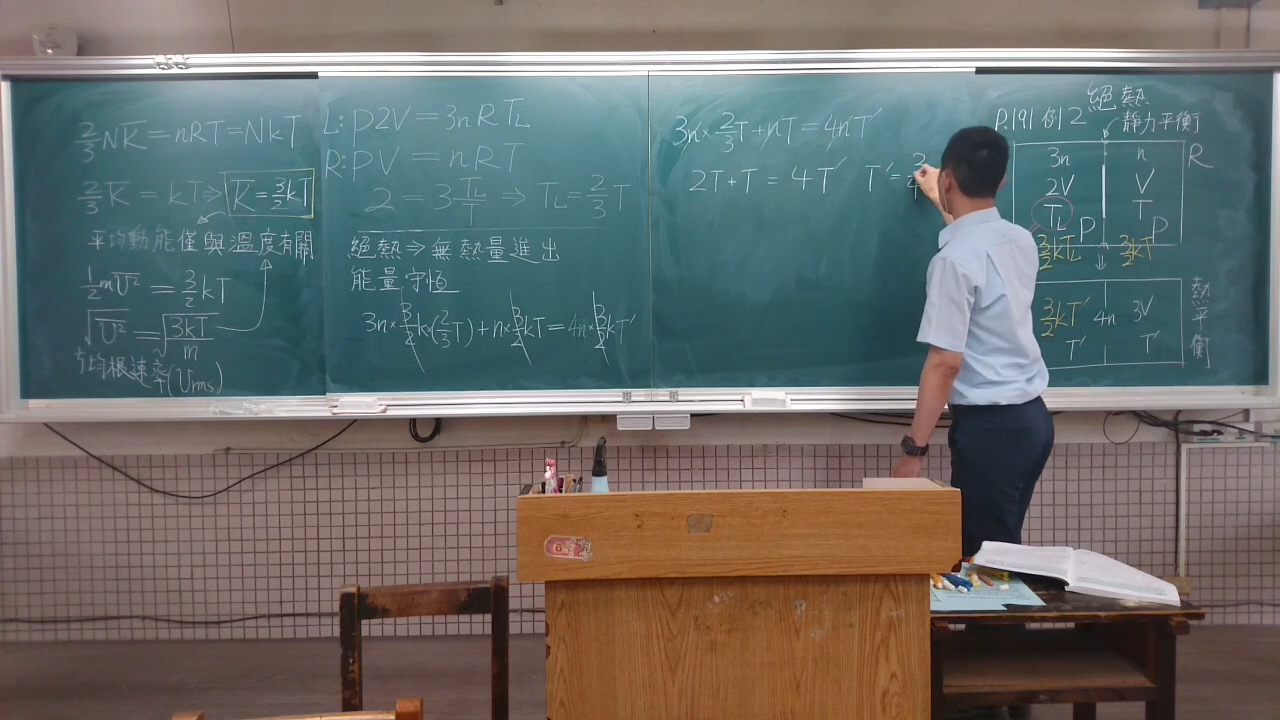 2/3 NK̅ = nRT = NkT
2/3 K̅ = kT ⇒ K̅ = 3/2 kT
平均動能僅與溫度有關
1/2 m v̅²̅ = 3/2 kT
√v̅²̅ = √(3kT/m)
方均根速率(Vrms)
L: P2V = 3nRT_L
R: PV = nRT
2 = 3 T_L/T ⇒ T_L = 2/3 T
絕熱 ⇒ 無熱量進出
能量守恆
3n × 3/2 k × (2/3 T) + n × 3/2 kT = 4n × 3/2 kT'
3n × 2/3 T + nT = 4nT'
2T + T = 4T' T' = 3/4
P.191 例2 絕熱
靜力平衡
3n n R
2V V
T_L T
P P
3/2 kT_L 3/2 kT
⇓
3/2 kT' 4n 3V
T' T'
熱平衡